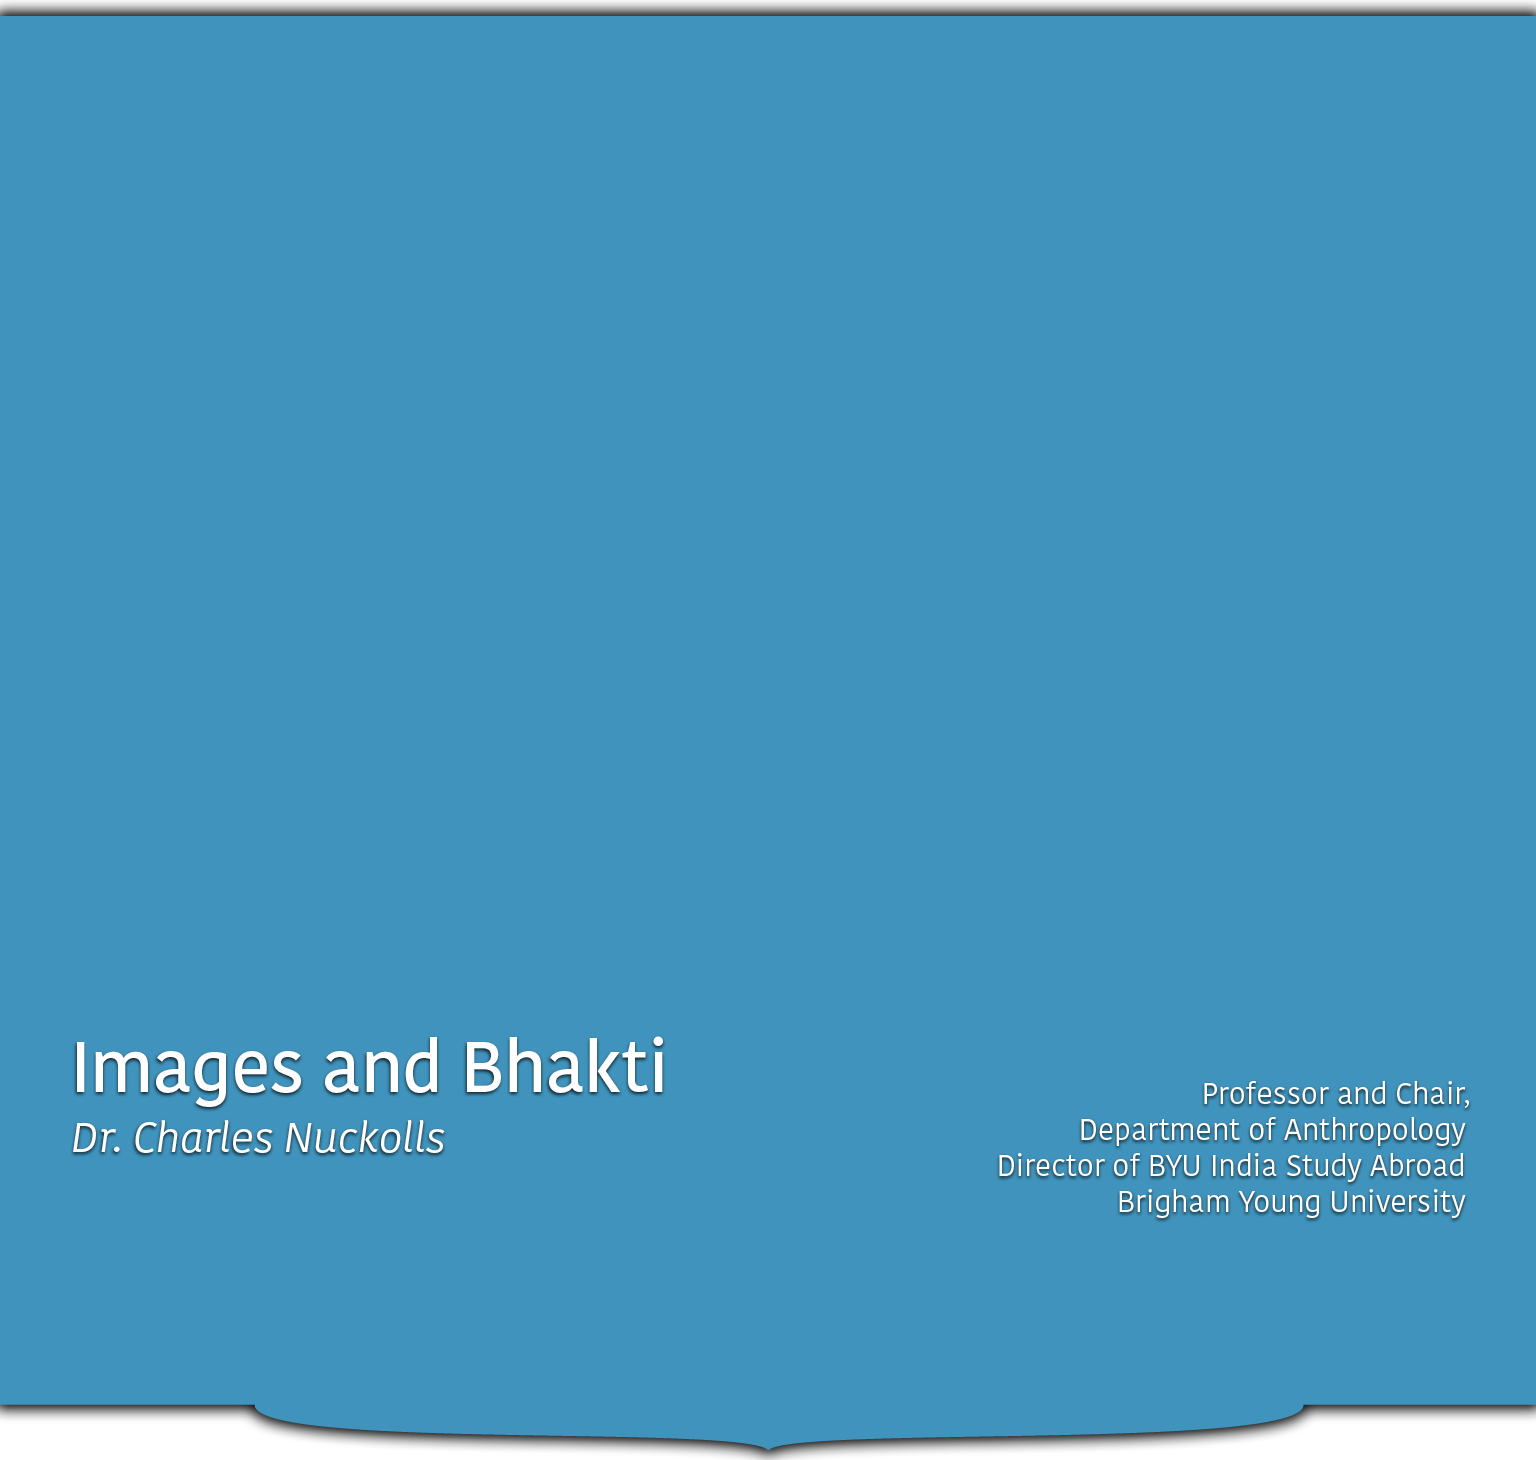 Images and Bhakti
Dr. Charles Nuckolls
Professor and Chair,
Department of Anthropology
Director of BYU India Study Abroad
Brigham Young University